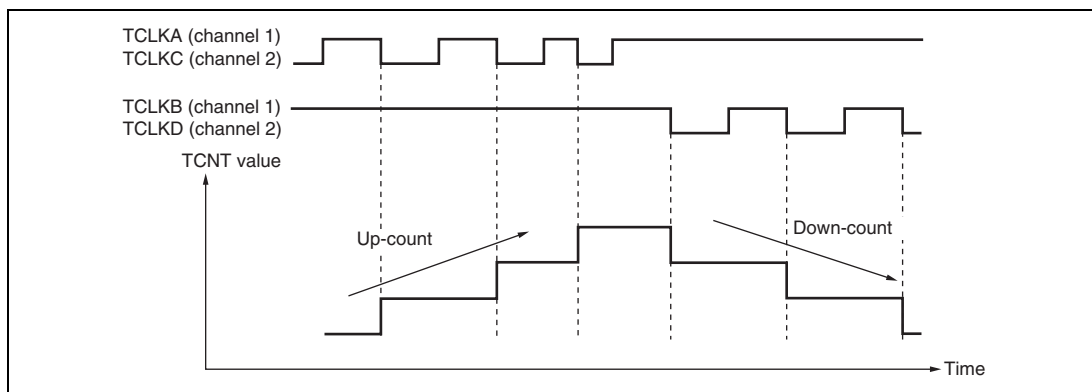 TCLKA (channel 1)
TCLKC (channel 2)
TCLKB (channel 1)
TCLKD (channel 2)
TCNT value
Up-count
Down-count
Time